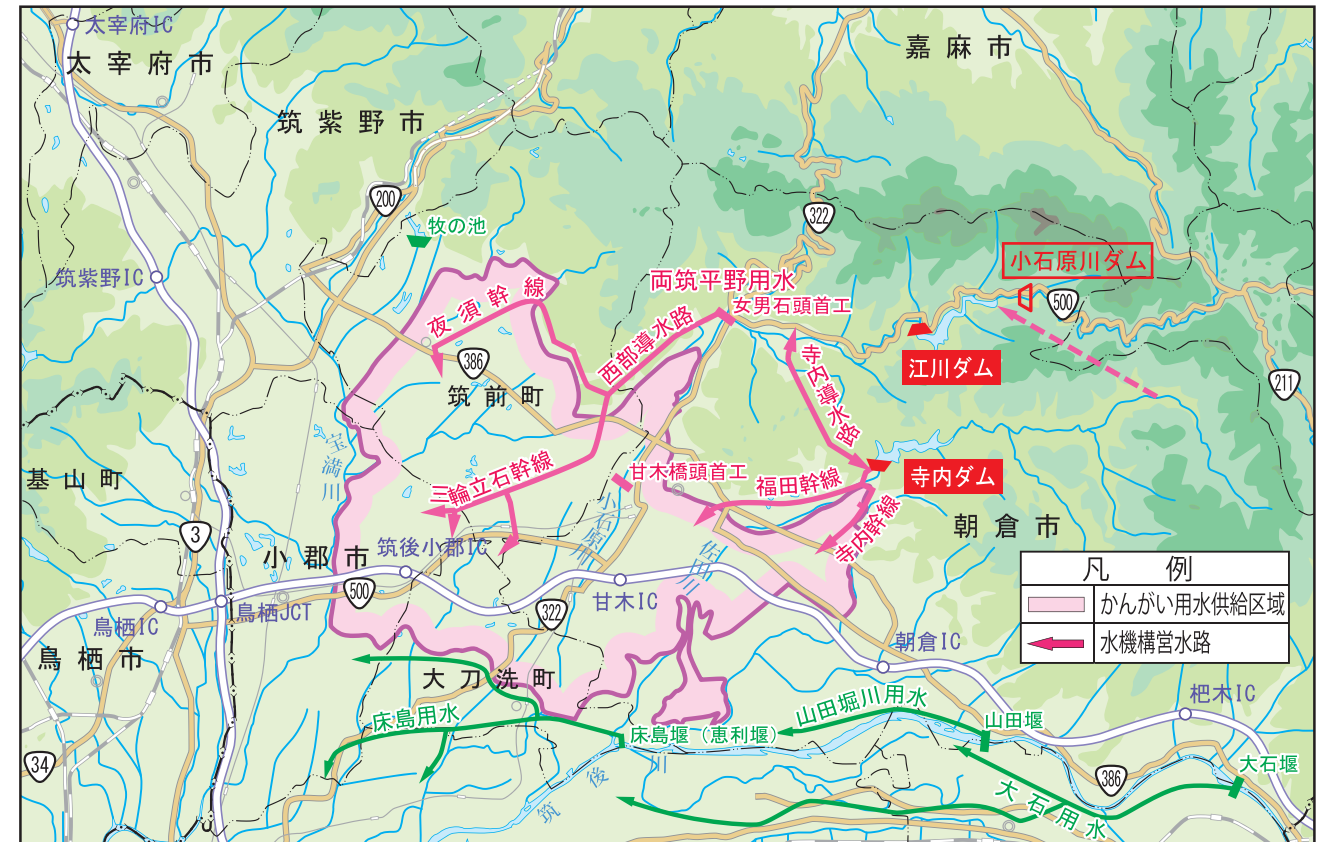 太宰府IC
太宰府市
嘉麻市
筑紫野市
200
322
牧の池
筑紫野IC
両筑平野用水
小石原川ダム
女男石頭首工
500
夜須幹線
西部導水路
寺内導水路
江川ダム
386
筑前町
211
宝満川
基山町
三輪立石幹線
甘木橋頭首工
福田幹線
寺内ダム
小石原川
寺内幹線
朝倉市
3
小郡市
筑後小郡IC
佐田川
凡例
かんがい用水供給区域
水機構営水路
500
322
甘木IC
鳥栖JCT
鳥栖IC
朝倉IC
鳥栖市
大刀洗町
杷木IC
床島用水
山田堀川用水
山田堰
床島堰（恵利堰）
34
筑後川
386
大石堰
大石用水